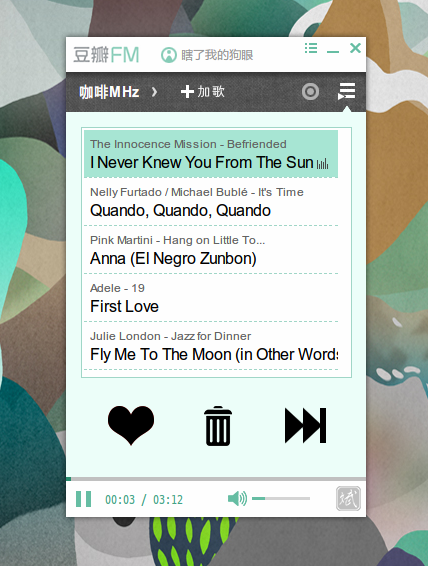 豆瓣FM
瞎了我的狗眼
咖啡MHz
加歌
The Innocence Mission - Befriended
I Never Knew You From The Sun
Nelly Furtado / Michael Bublé - It's Time
Quando, Quando, Quando
Pink Martini - Hang on Little To...
Anna (El Negro Zunbon)
Adele - 19
First Love
Julie London - Jazz for Dinner
Fly Me To The Moon (in Other Words
00:03 / 03:12